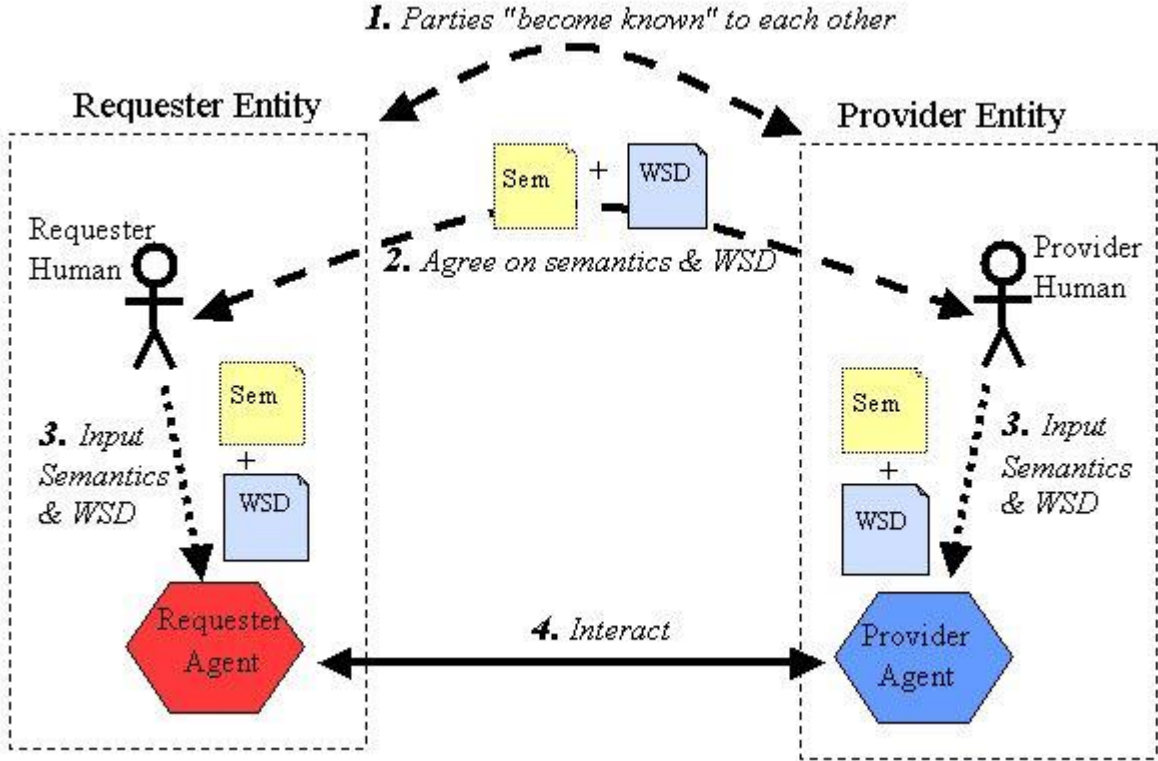 1. Parties "become known" to each other
Requester Entity
Provider Entity
Sem
+
WSD
Requester
Human
2. Agree on semantics & WSD
Provider
Human
Sem
+
WSD
3. Input
Semantics
& WSD
Sem
+
WSD
3. Input
Semantics
& WSD
Requester
Agent
4. Interact
Provider
Agent